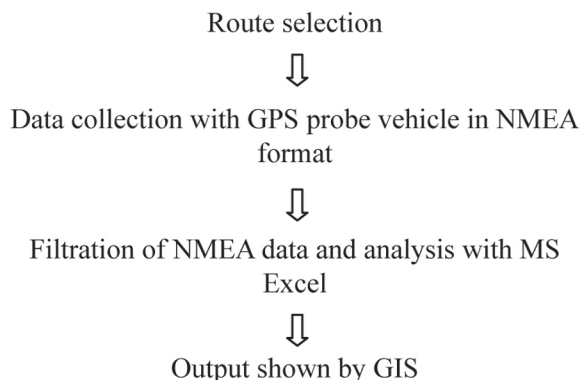 Route selection
Data collection with GPS probe vehicle in NMEA
format
Filtration of NMEA data and analysis with MS
Excel
Output shown by GIS